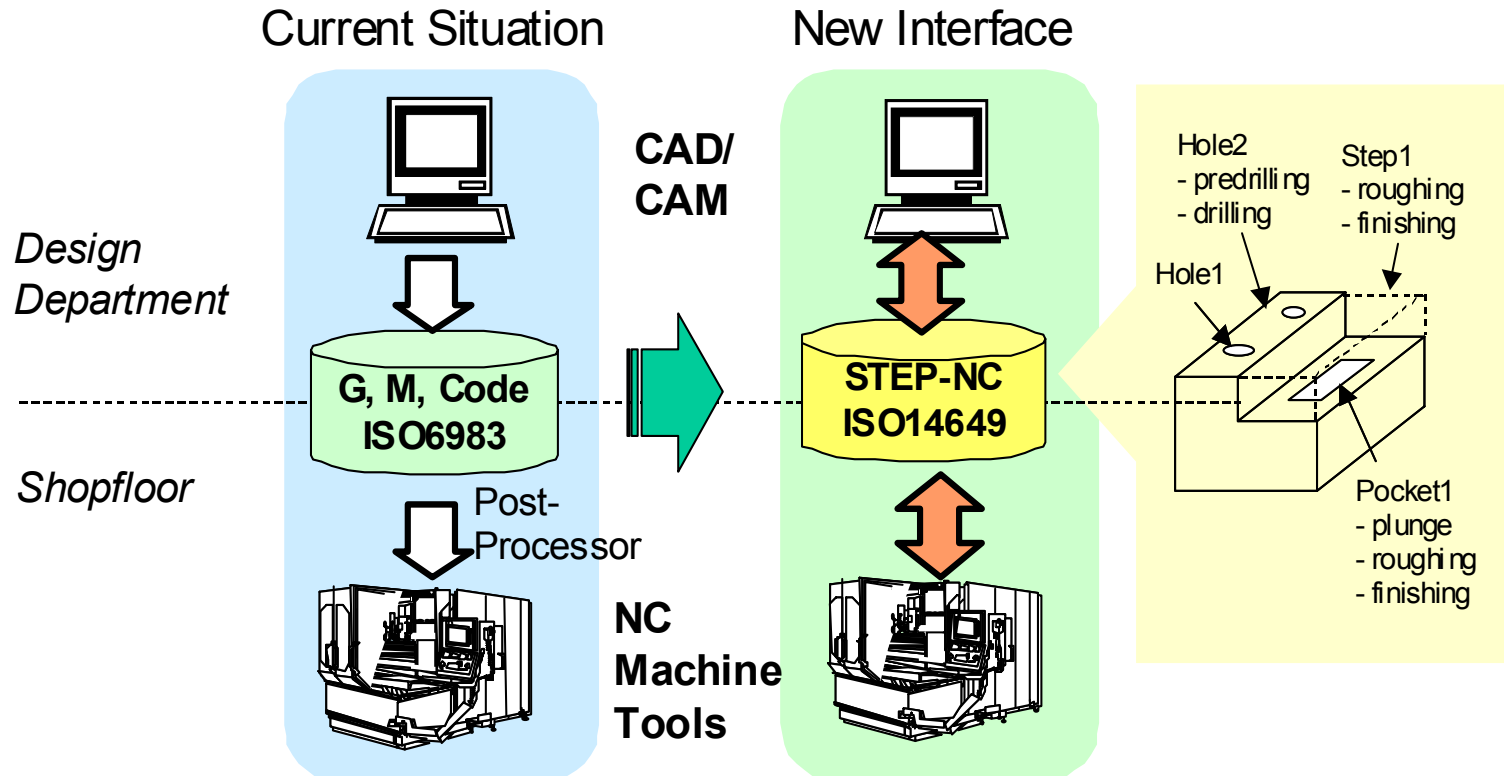 Current Situation
New Interface
CAD/
CAM
Design
Department
G, M, Code
ISO6983
STEP-NC
ISO14649
Shopfloor
Post-
Processor
NC
Machine
Tools
Hole2
- predrilling
- drilling
Step1
- roughing
- finishing
Hole1
Pocket1
- plunge
- roughing
- finishing